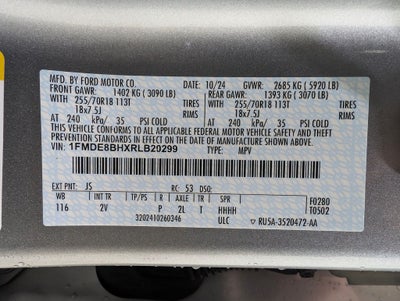 MFD. BY FORD MOTOR CO. 10/24 GVWR: 2685 KG ( 5920 LB)
FRONT GAWR: 1402 KG ( 3090 LB) REAR GAWR: 1393 KG ( 3070 LB)
WITH 255/70R18 113T WITH 255/70R18 113T
18x7.5J 18x7.5J
AT 240 kPa/ 35 PSI COLD AT 240 kPa/ 35 PSI COLD
THIS VEHICLE CONFORMS TO ALL APPLICABLE FEDERAL MOTOR VEHICLE SAFETY, BUMPER, AND THEFT
PREVENTION STANDARDS IN EFFECT ON THE DATE OF MANUFACTURE SHOWN ABOVE.
VIN: 1FMDE8BHXRLB20299 TYPE: MPV
EXT PNT: JS RC: 53 DSO: F0280
WB INT TR TP/PS R AXLE TR SPR T0502
116 2V P 2L T HHHH
3202410260346 ULC RU5A-3520472-AA